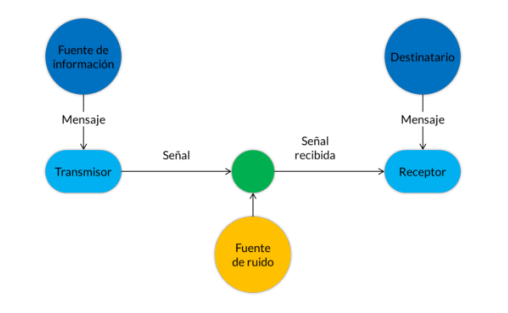 Fuente de
información
Destinatario
Mensaje
Mensaje
Señal
Señal
recibida
Transmisor
Receptor
Fuente
de ruido